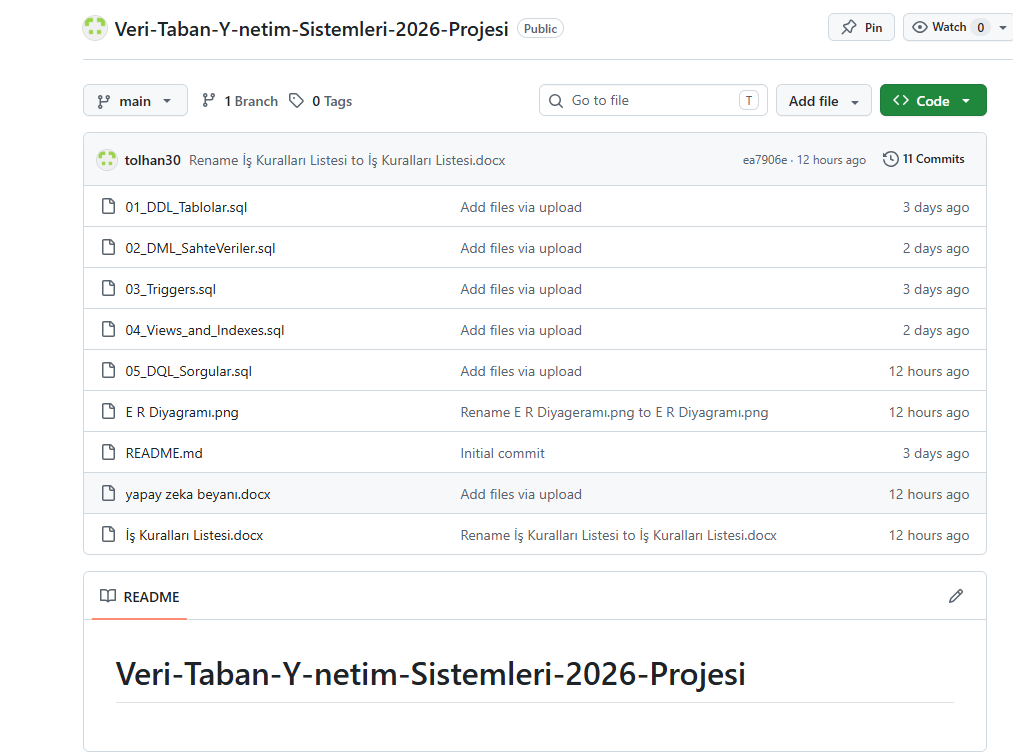 Veri-Taban-Y-netim-Sistemleri-2026-Projesi Public Pin Watch 0
main 1 Branch 0 Tags Go to file T Add file Code
tolhan30 Rename İş Kuralları Listesi to İş Kuralları Listesi.docx ea7906e · 12 hours ago 11 Commits
01_DDL_Tablolar.sql Add files via upload 3 days ago
02_DML_SahteVeriler.sql Add files via upload 2 days ago
03_Triggers.sql Add files via upload 3 days ago
04_Views_and_Indexes.sql Add files via upload 2 days ago
05_DQL_Sorgular.sql Add files via upload 12 hours ago
E R Diyagramı.png Rename E R Diyageramı.png to E R Diyagramı.png 12 hours ago
README.md Initial commit 3 days ago
yapay zeka beyanı.docx Add files via upload 12 hours ago
İş Kuralları Listesi.docx Rename İş Kuralları Listesi to İş Kuralları Listesi.docx 12 hours ago
README
Veri-Taban-Y-netim-Sistemleri-2026-Projesi